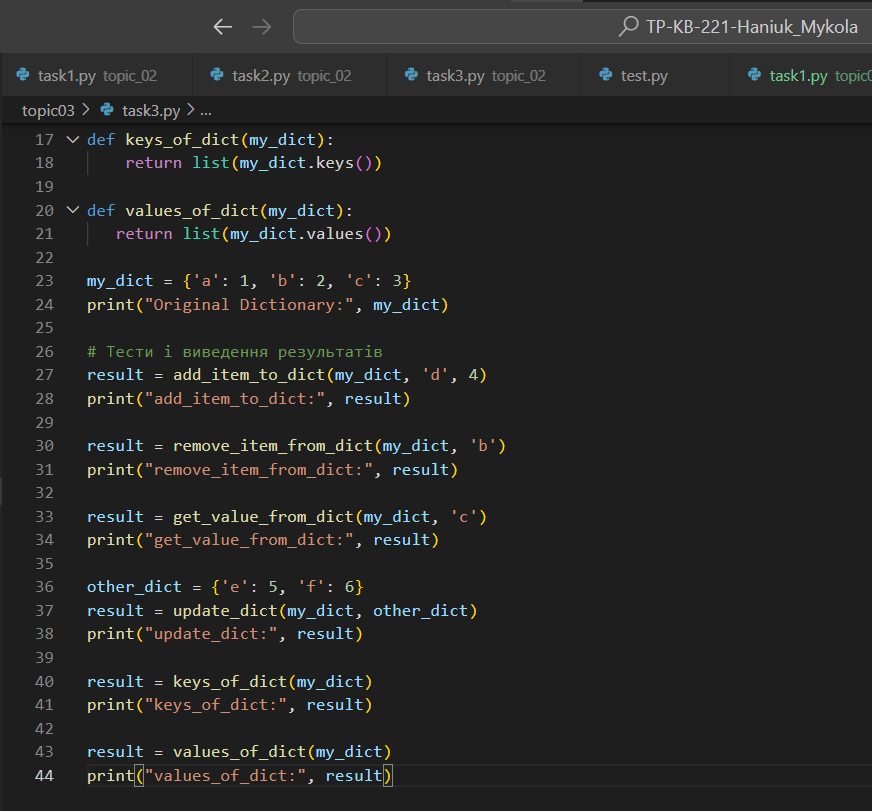 TP-KB-221-Haniuk_Mykola
task1.py topic_02 task2.py topic_02 task3.py topic_02 test.py task1.py
topic03 > task3.py > ...
17 def keys_of_dict(my_dict):
18 return list(my_dict.keys())
19
20 def values_of_dict(my_dict):
21 return list(my_dict.values())
22
23 my_dict = {'a': 1, 'b': 2, 'c': 3}
24 print("Original Dictionary:", my_dict)
25
26 # Тести і виведення результатів
27 result = add_item_to_dict(my_dict, 'd', 4)
28 print("add_item_to_dict:", result)
29
30 result = remove_item_from_dict(my_dict, 'b')
31 print("remove_item_from_dict:", result)
32
33 result = get_value_from_dict(my_dict, 'c')
34 print("get_value_from_dict:", result)
35
36 other_dict = {'e': 5, 'f': 6}
37 result = update_dict(my_dict, other_dict)
38 print("update_dict:", result)
39
40 result = keys_of_dict(my_dict)
41 print("keys_of_dict:", result)
42
43 result = values_of_dict(my_dict)
44 print("values_of_dict:", result)